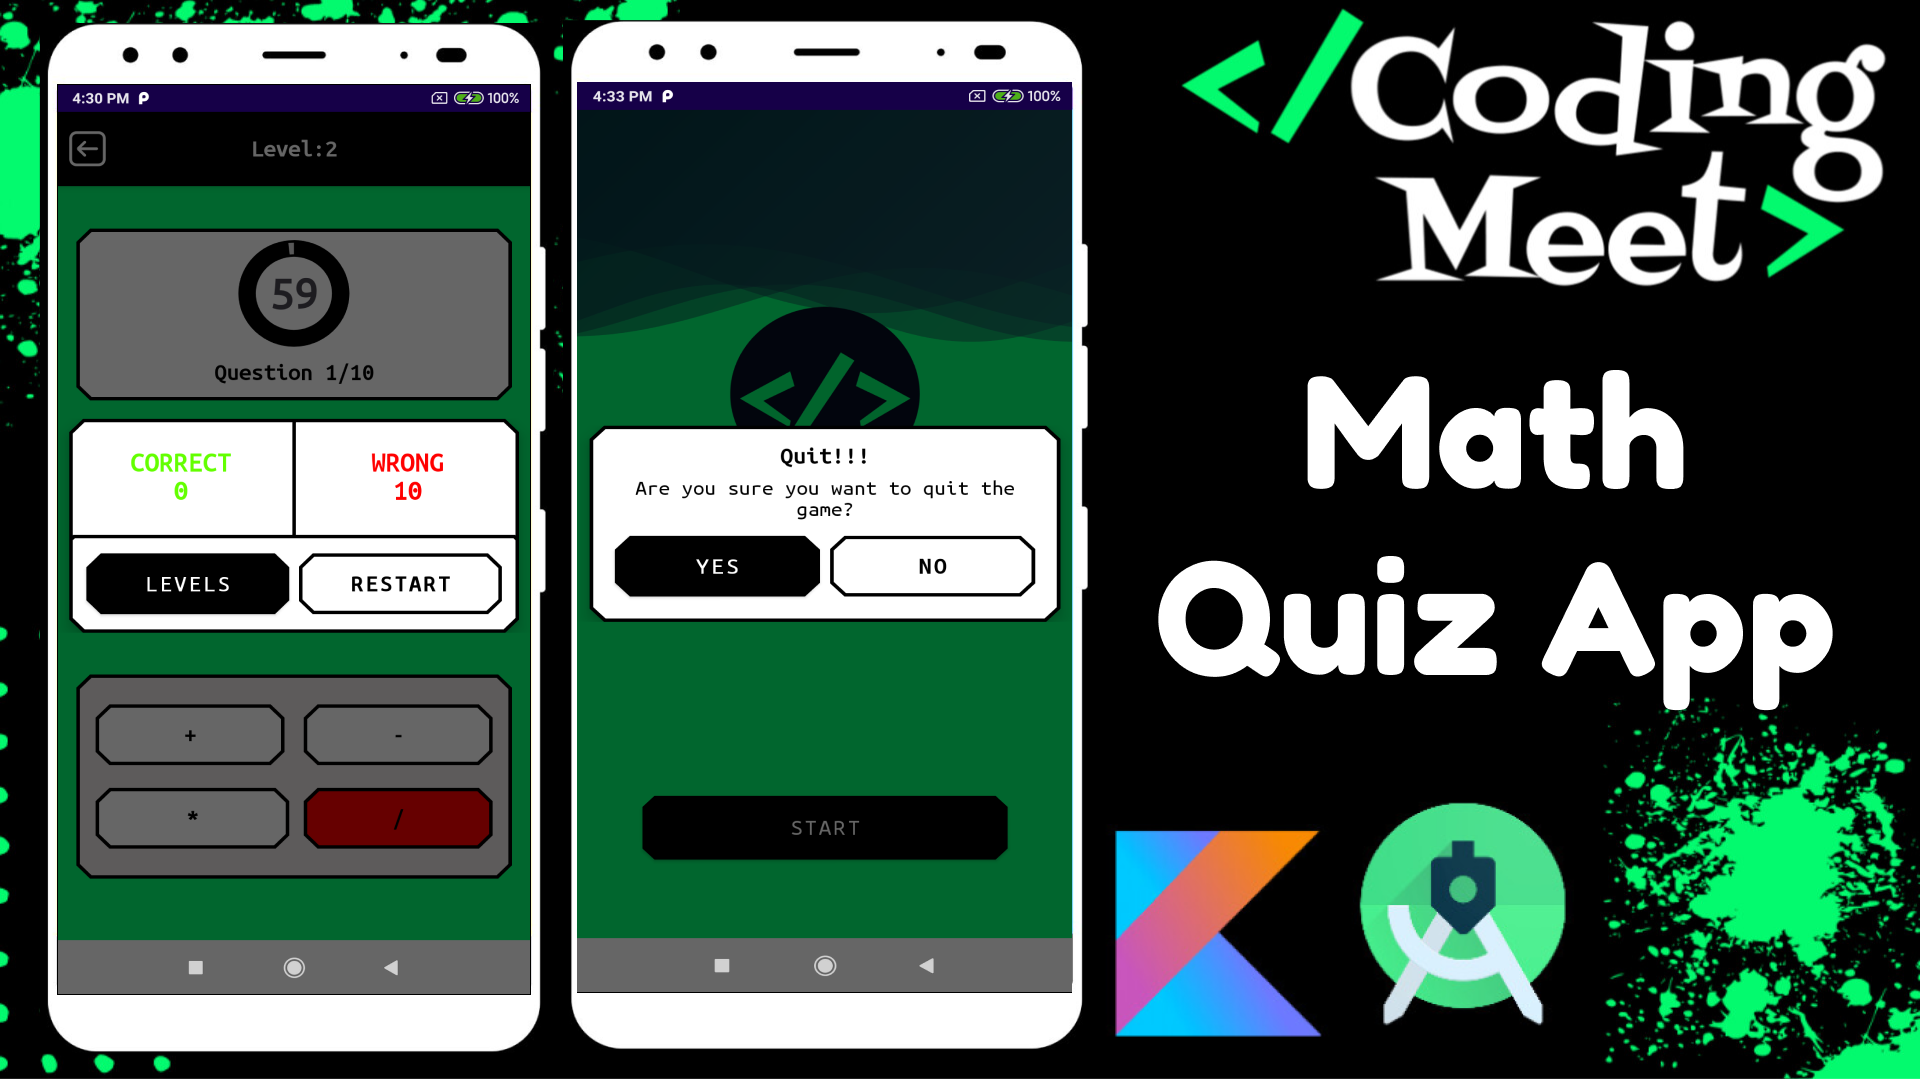 4:30 PM
100%
Level:2
59
Question 1/10
CORRECT
0
WRONG
10
LEVELS
RESTART
+
-
*
/
4:33 PM
100%
</>
Quit!!!
Are you sure you want to quit the
game?
YES
NO
START
</Coding
Meet>
Math
Quiz App